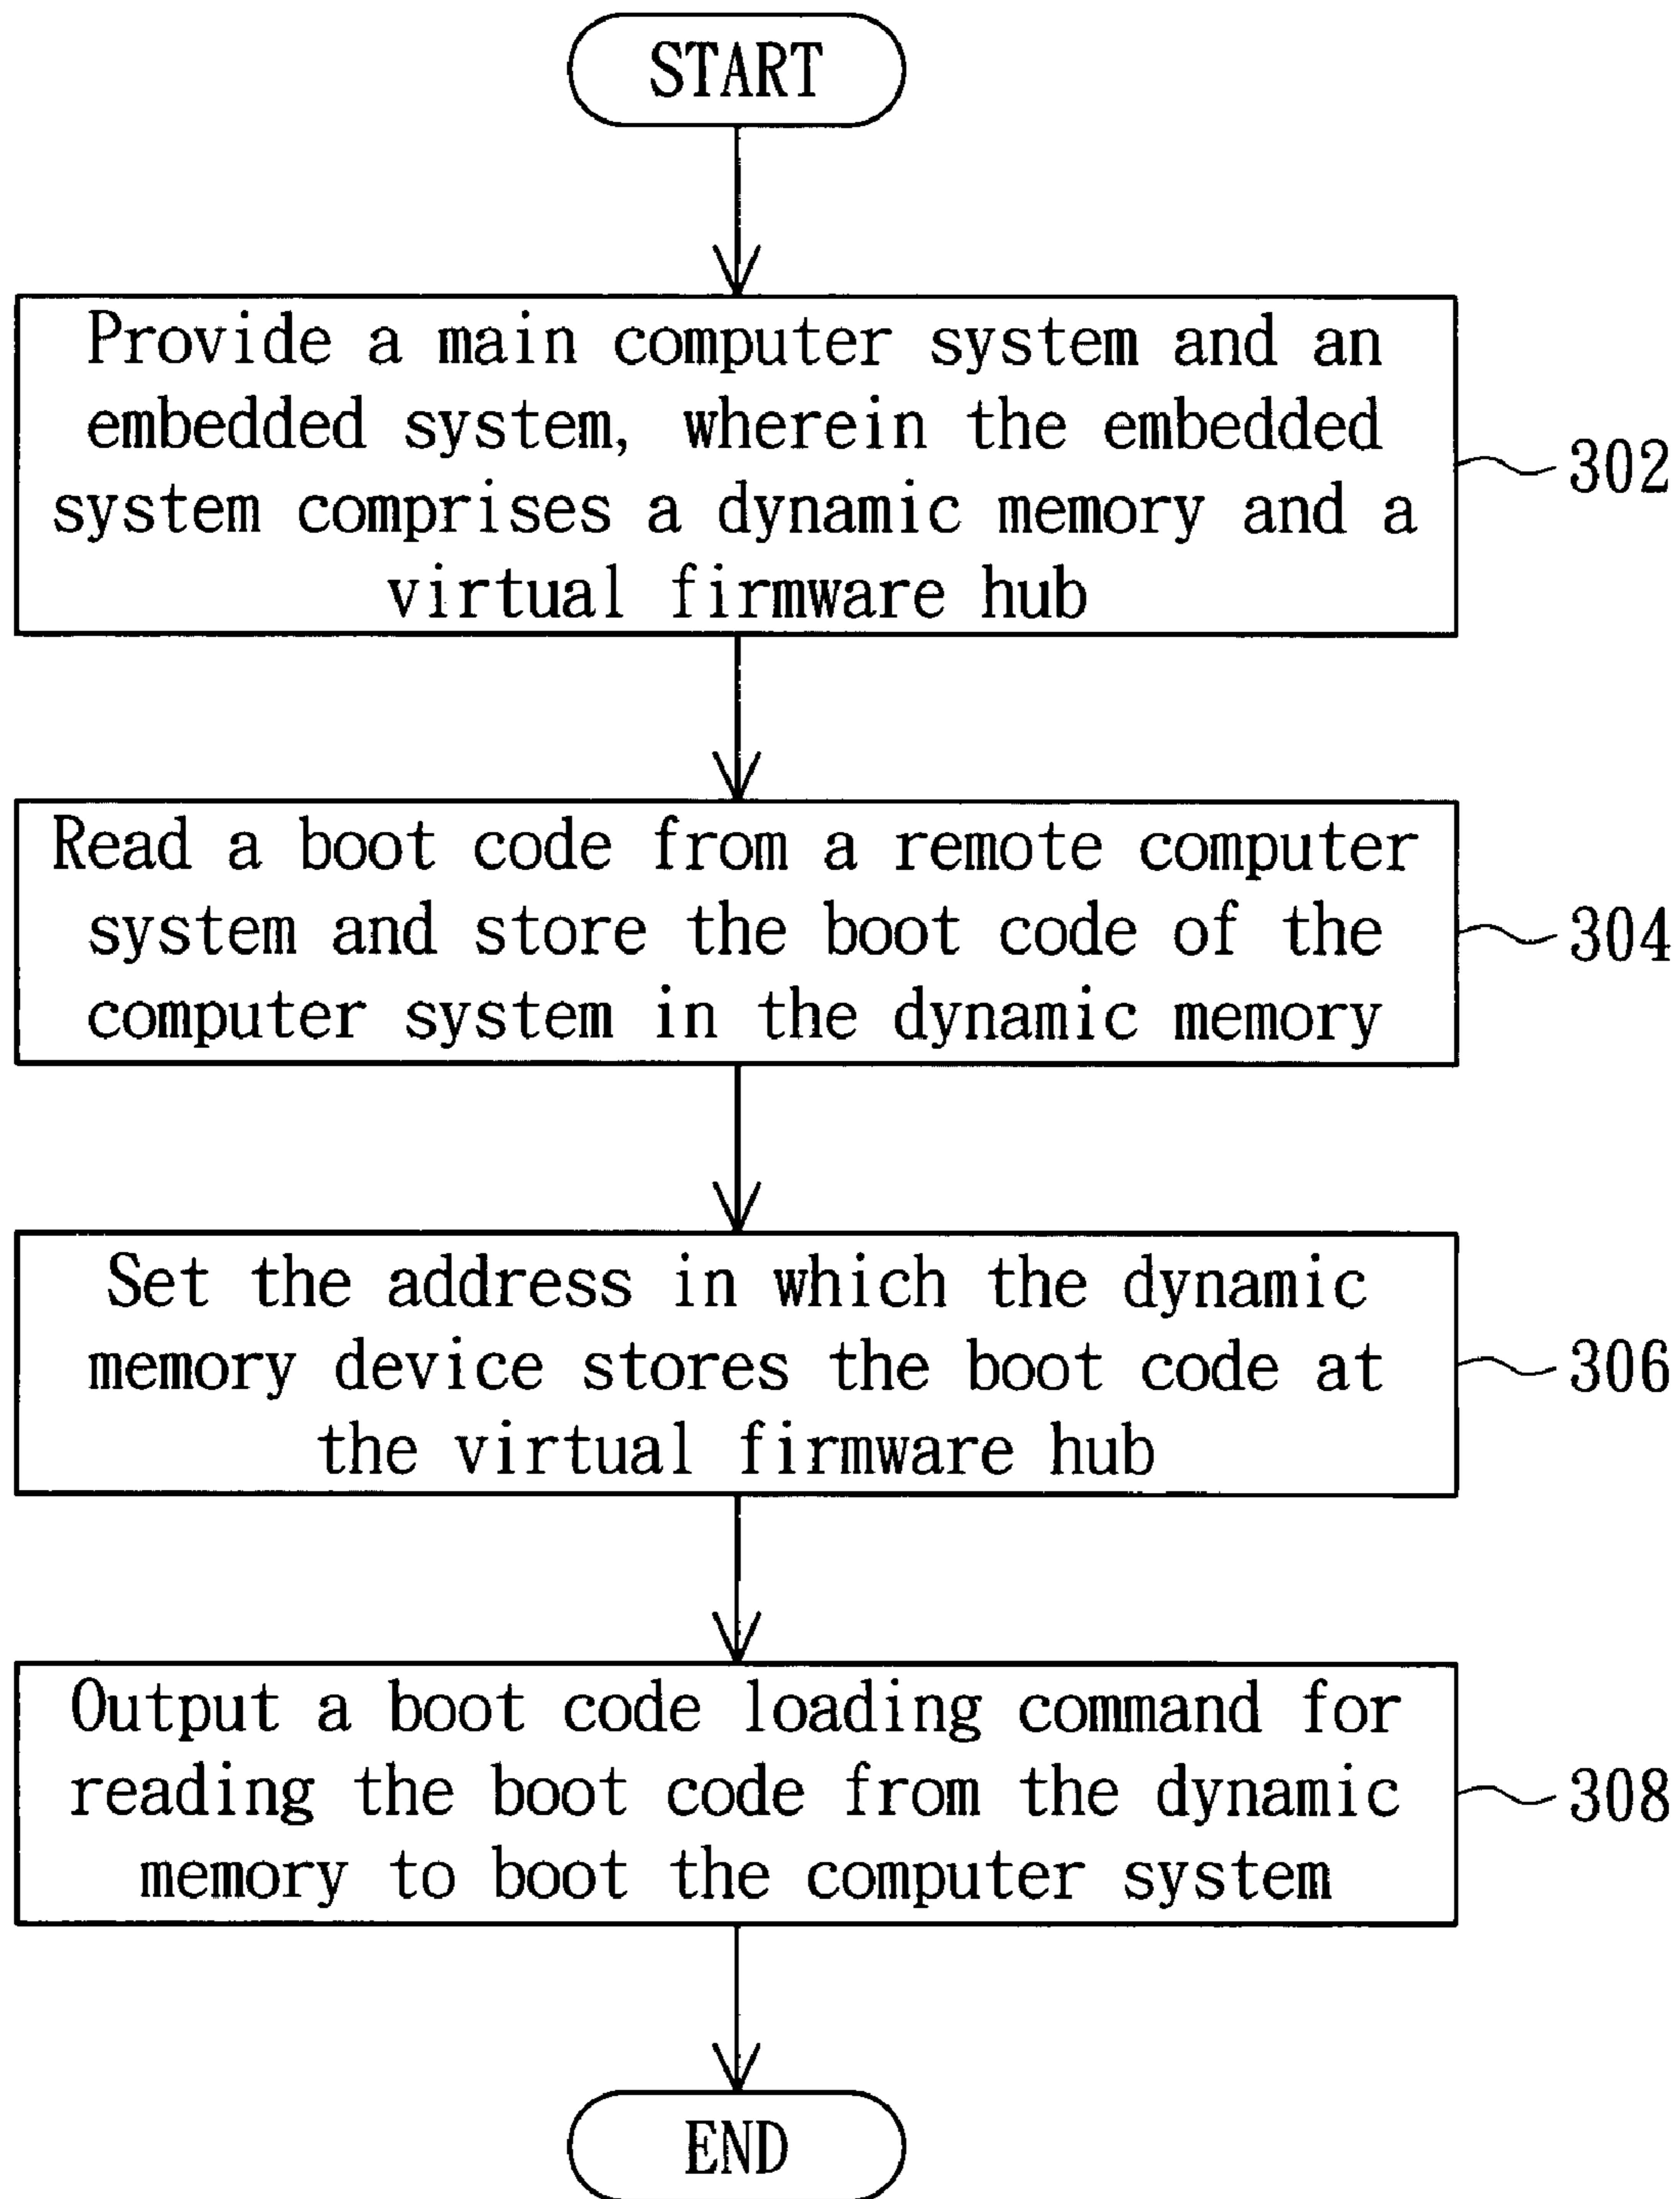 START
Provide a main computer system and an
embedded system, wherein the embedded
system comprises a dynamic memory and a
virtual firmware hub
302
Read a boot code from a remote computer
system and store the boot code of the
computer system in the dynamic memory
304
Set the address in which the dynamic
memory device stores the boot code at
the virtual firmware hub
306
Output a boot code loading command for
reading the boot code from the dynamic
memory to boot the computer system
308
END